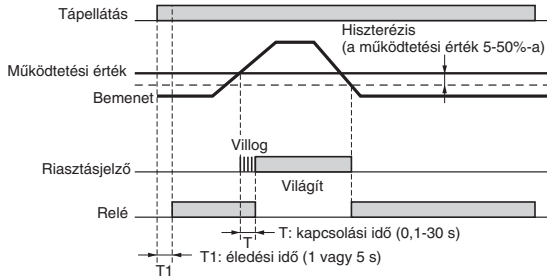 Tápellátás
Hiszterézis
(a működtetési érték 5-50%-a)
Működtetési érték
Bemenet
Villog
Riasztásjelző
Világít
Relé
T
T: kapcsolási idő (0,1-30 s)
T1: éledési idő (1 vagy 5 s)
T1